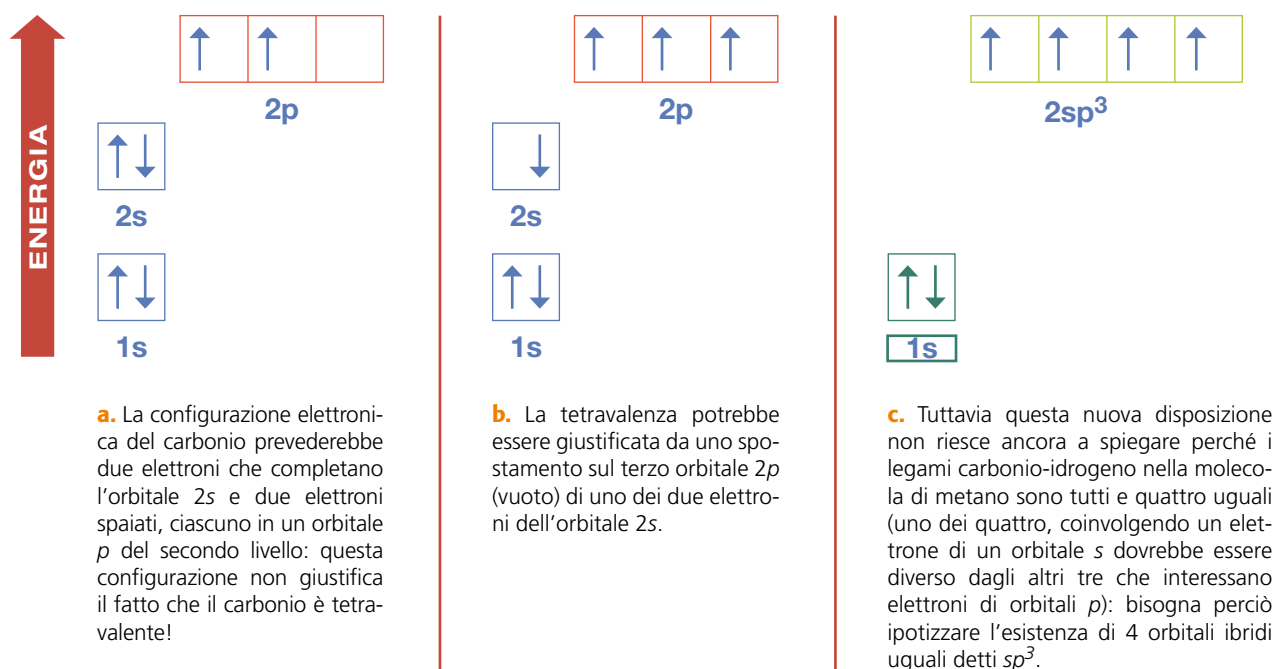 ENERGIA
2p
2s
1s
a. La configurazione elettroni-
ca del carbonio prevederebbe
due elettroni che completano
l'orbitale 2s e due elettroni
spaiati, ciascuno in un orbitale
p del secondo livello: questa
configurazione non giustifica
il fatto che il carbonio è tetra-
valente!
2p
2s
1s
b. La tetravalenza potrebbe
essere giustificata da uno spo-
stamento sul terzo orbitale 2p
(vuoto) di uno dei due elettro-
ni dell'orbitale 2s.
2sp³
1s
c. Tuttavia questa nuova disposizione
non riesce ancora a spiegare perché i
legami carbonio-idrogeno nella moleco-
la di metano sono tutti e quattro uguali
(uno dei quattro, coinvolgendo un elet-
trone di un orbitale s dovrebbe essere
diverso dagli altri tre che interessano
elettroni di orbitali p): bisogna perciò
ipotizzare l'esistenza di 4 orbitali ibridi
uguali detti sp³.